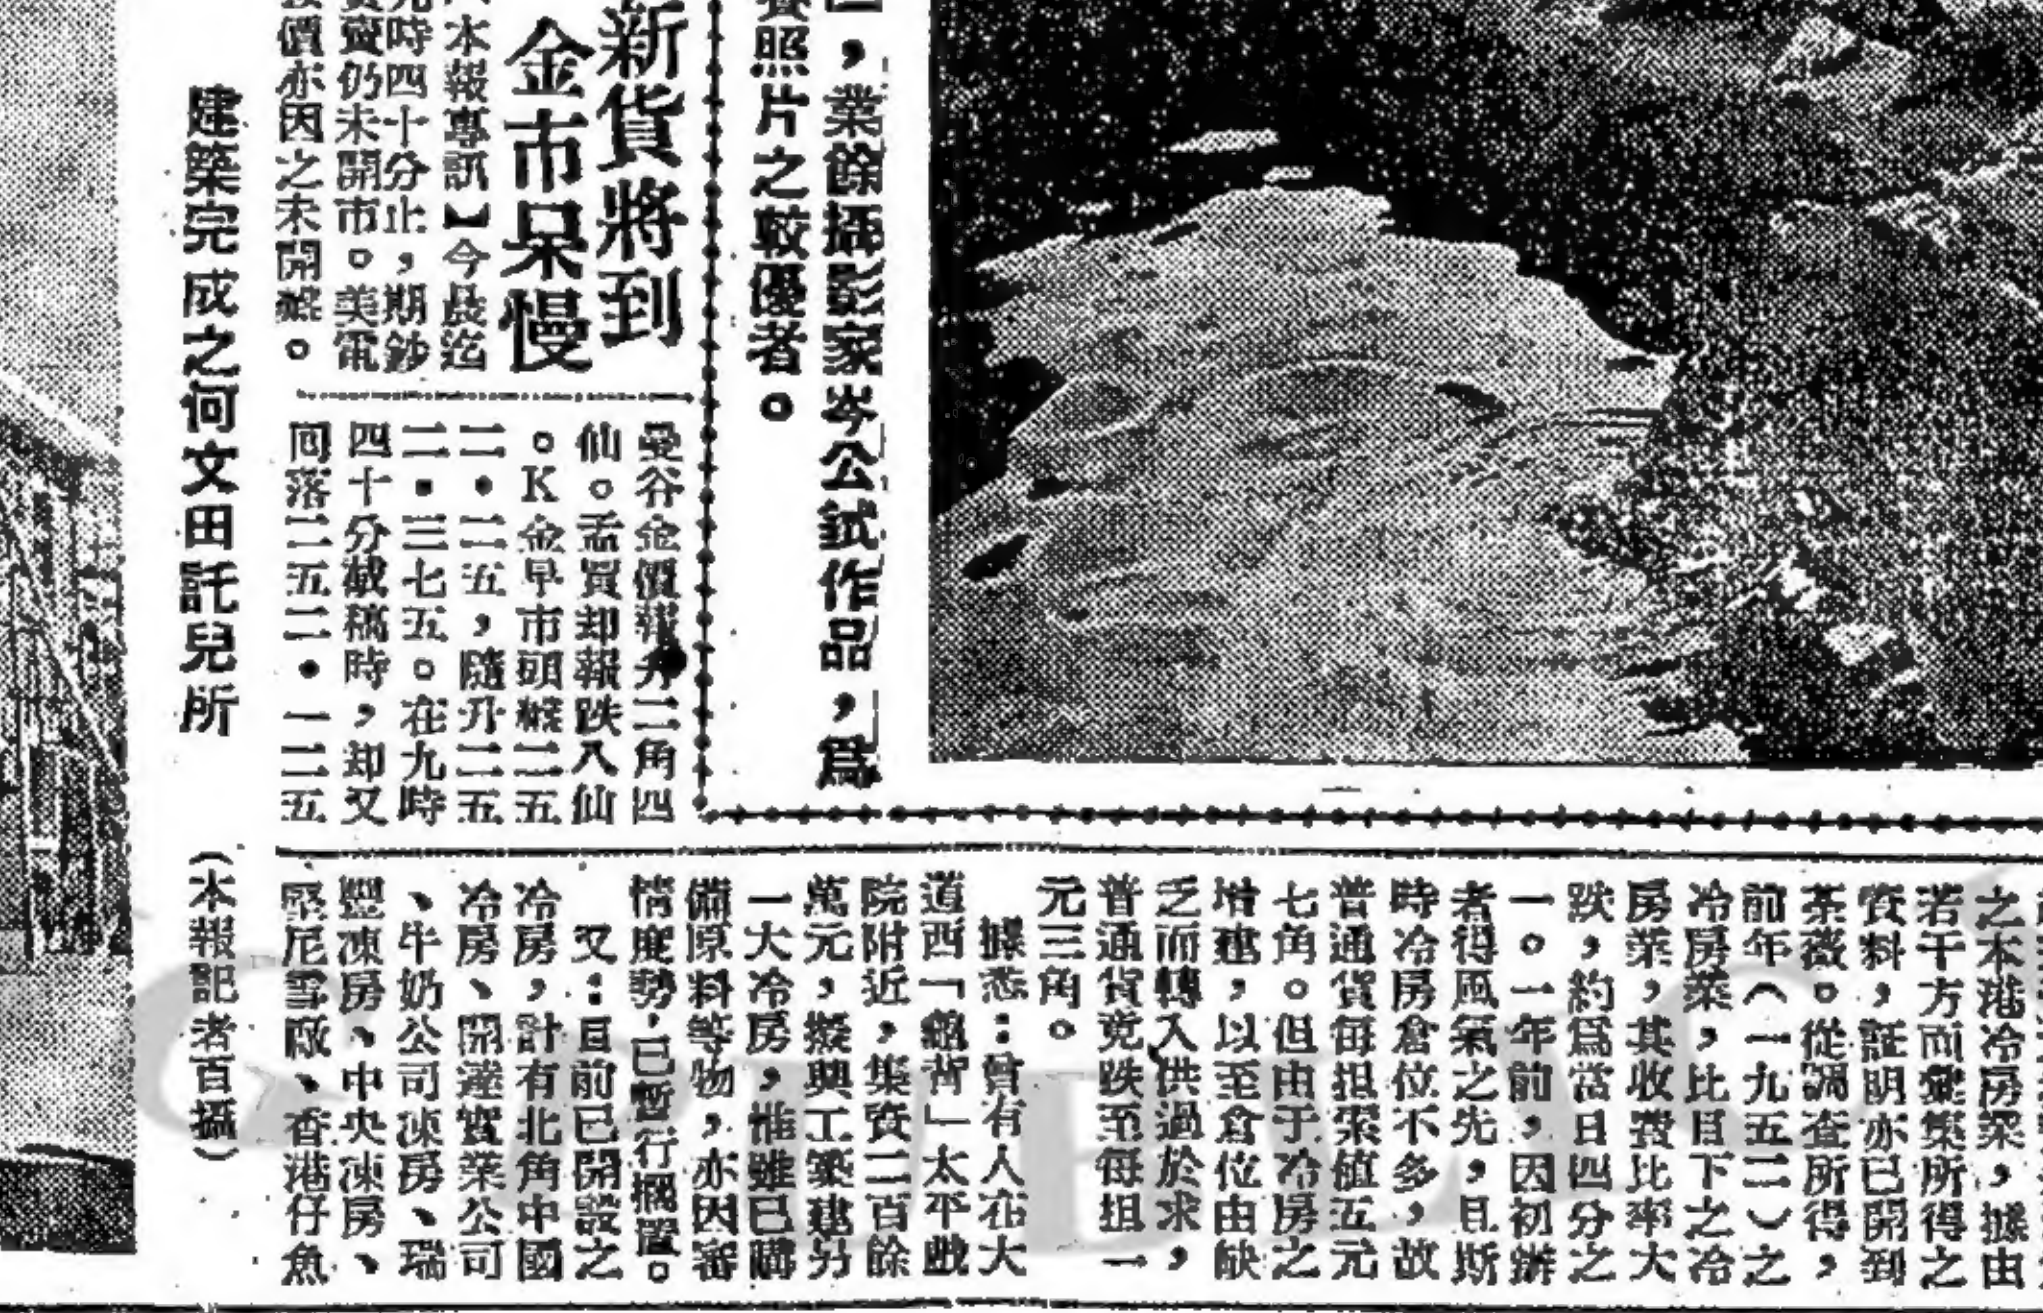 」，業餘攝影家岑公試作品，爲
賽照片之較優者。
新貨將到
金市呆慢
本報專訊】今晨迄
時四十分止，期鈔
賣仍未開市。美電
價亦因之未開盤。
曼谷金價報升二角四
仙。孟買却報跌八仙
。K金早市頭盤二五
二・二五，隨升二五
二・三七五。在九時
四十分截稿時，却又
回落二五二・一二五
建築完成之何文田託兒所　（本報記者百攝）
之本港冷房業，據由
若干方面彙集所得之
資料，証明亦已開到
荼薇。從調查所得，
前年（一九五二）之
冷房業，比目下之冷
房業，其收費比率大
跌，約爲當日四分之
一。一年前，因初辦
者得風氣之先，且斯
時冷房倉位不多，故
普通貨每担索値五元
七角。但由于冷房之
增建，以至倉位由缺
乏而轉入供過於求，
普通貨竞跌至每担一
元三角。
據悉：曾有人在大
道西「龜背」太平戲
院附近，集資二百餘
萬元，擬興工築建另
一大冷房，惟雖已購
備原料等物，亦因審
情度勢，已暫行擱置。
又：目前已開設之
冷房，計有北角中國
冷房、開達實業公司
、牛奶公司凍房、瑞
豐凍房、中央凍房、
堅尼雪廠、香港仔魚